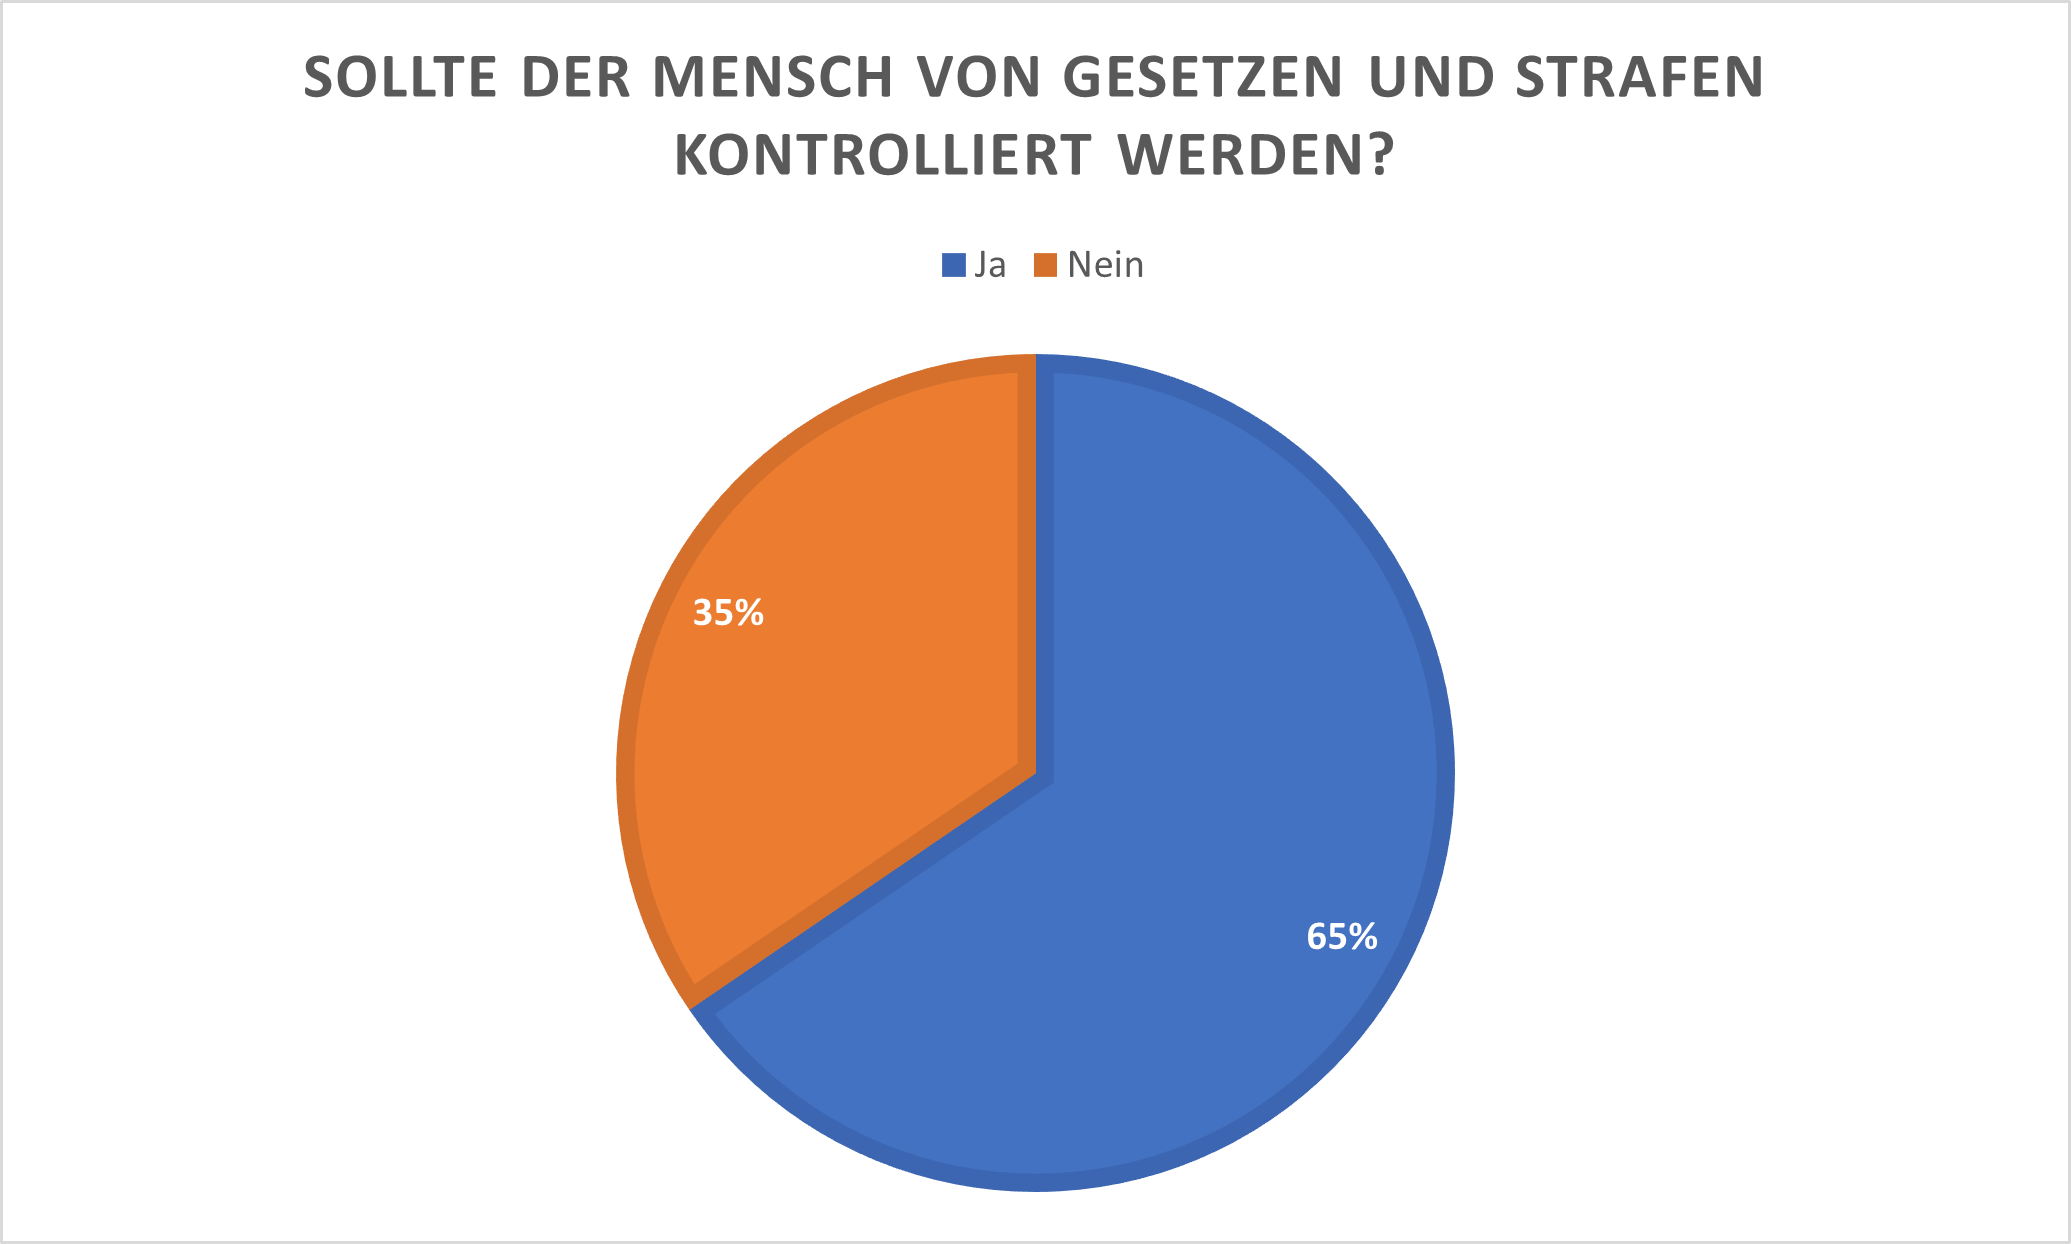 SOLLTE DER MENSCH VON GESETZEN UND STRAFEN
KONTROLLIERT WERDEN?
Ja Nein
35%
65%